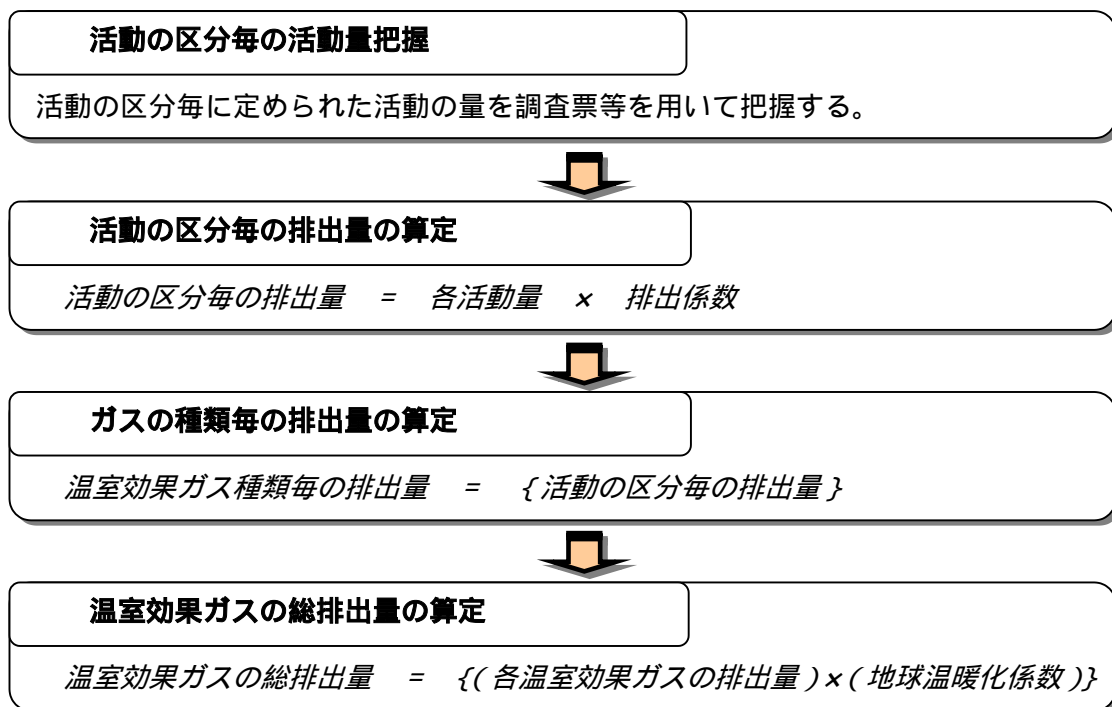 活動の区分毎の活動量把握
活動の区分毎に定められた活動の量を調査票等を用いて把握する。
活動の区分毎の排出量の算定
活動の区分毎の排出量 = 各活動量 × 排出係数
ガスの種類毎の排出量の算定
温室効果ガス種類毎の排出量 = {活動の区分毎の排出量}
温室効果ガスの総排出量の算定
温室効果ガスの総排出量 = {(各温室効果ガスの排出量)×(地球温暖化係数)}